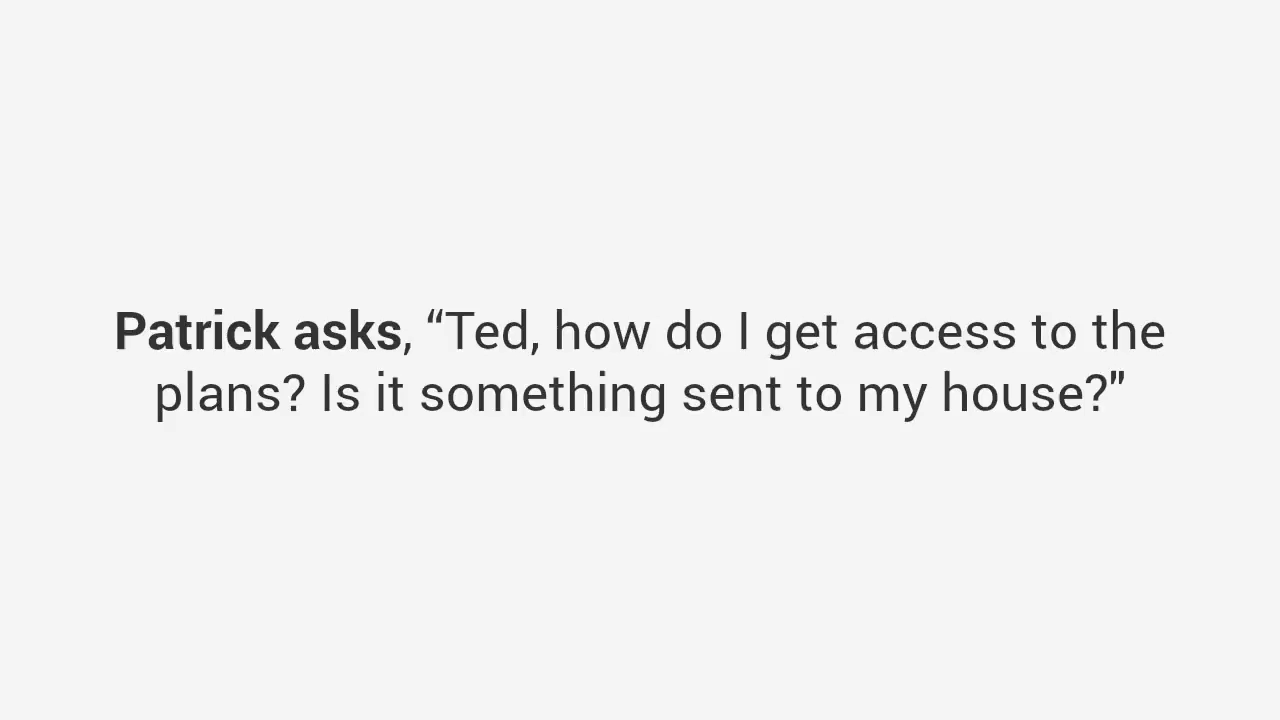 Patrick asks, “Ted, how do I get access to the
plans? Is it something sent to my house?"